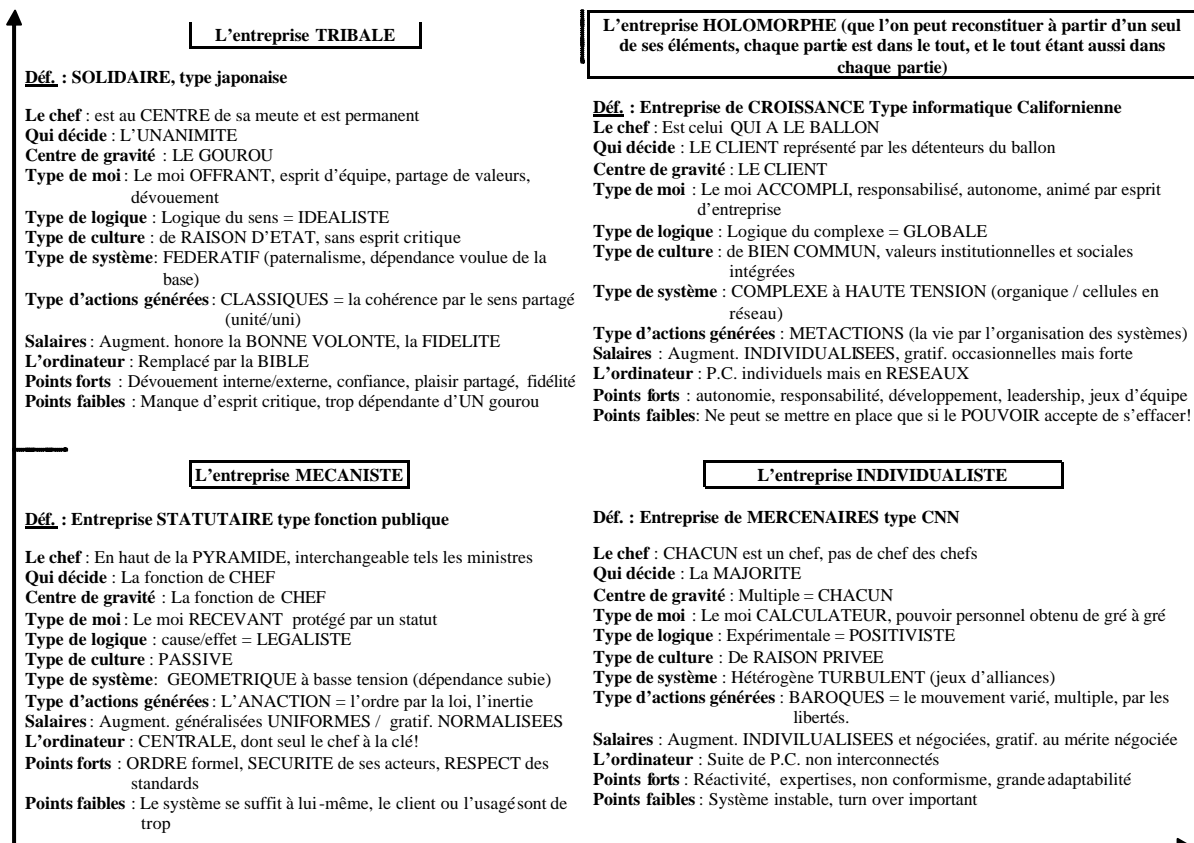 L'entreprise TRIBALE
Déf. : SOLIDAIRE, type japonaise
Le chef : est au CENTRE de sa meute et est permanent
Qui décide : L'UNANIMITE
Centre de gravité : LE GOUROU
Type de moi : Le moi OFFRANT, esprit d'équipe, partage de valeurs,
dévouement
Type de logique : Logique du sens = IDEALISTE
Type de culture : de RAISON D'ETAT, sans esprit critique
Type de système: FEDERATIF (paternalisme, dépendance voulue de la
base)
Type d'actions générées : CLASSIQUES = la cohérence par le sens partagé
(unité/uni)
Salaires : Augment. honore la BONNE VOLONTE, la FIDELITE
L'ordinateur : Remplacé par la BIBLE
Points forts : Dévouement interne/externe, confiance, plaisir partagé, fidélité
Points faibles : Manque d'esprit critique, trop dépendante d'UN gourou
L'entreprise HOLOMORPHE (que l'on peut reconstituer à partir d'un seul
de ses éléments, chaque partie est dans le tout, et le tout étant aussi dans
chaque partie)
Déf. : Entreprise de CROISSANCE Type informatique Californienne
Le chef : Est celui QUI A LE BALLON
Qui décide : LE CLIENT représenté par les détenteurs du ballon
Centre de gravité : LE CLIENT
Type de moi : Le moi ACCOMPLI, responsabilisé, autonome, animé par esprit
d'entreprise
Type de logique : Logique du complexe = GLOBALE
Type de culture : de BIEN COMMUN, valeurs institutionnelles et sociales
intégrées
Type de système : COMPLEXE à HAUTE TENSION (organique / cellules en
réseau)
Type d'actions générées : METACTIONS (la vie par l'organisation des systèmes)
Salaires : Augment. INDIVIDUALISEES, gratif. occasionnelles mais forte
L'ordinateur : P.C. individuels mais en RESEAUX
Points forts : autonomie, responsabilité, développement, leadership, jeux d'équipe
Points faibles: Ne peut se mettre en place que si le POUVOIR accepte de s'effacer!
L'entreprise MECANISTE
Déf. : Entreprise STATUTAIRE type fonction publique
Le chef : En haut de la PYRAMIDE, interchangeable tels les ministres
Qui décide : La fonction de CHEF
Centre de gravité : La fonction de CHEF
Type de moi : Le moi RECEVANT protégé par un statut
Type de logique : cause/effet = LEGALISTE
Type de culture : PASSIVE
Type de système: GEOMETRIQUE à basse tension (dépendance subie)
Type d'actions générées : L'ANACTION = l'ordre par la loi, l'inertie
Salaires : Augment. généralisées UNIFORMES / gratif. NORMALISEES
L'ordinateur : CENTRALE, dont seul le chef à la clé!
Points forts : ORDRE formel, SECURITE de ses acteurs, RESPECT des
standards
Points faibles : Le système se suffit à lui-même, le client ou l'usagé sont de
trop
L'entreprise INDIVIDUALISTE
Déf. : Entreprise de MERCENAIRES type CNN
Le chef : CHACUN est un chef, pas de chef des chefs
Qui décide : La MAJORITE
Centre de gravité : Multiple = CHACUN
Type de moi : Le moi CALCULATEUR, pouvoir personnel obtenu de gré à gré
Type de logique : Expérimentale = POSITIVISTE
Type de culture : De RAISON PRIVEE
Type de système : Hétérogène TURBULENT (jeux d'alliances)
Type d'actions générées : BAROQUES = le mouvement varié, multiple, par les
libertés.
Salaires : Augment. INDIVILUALISEES et négociées, gratif. au mérite négociée
L'ordinateur : Suite de P.C. non interconnectés
Points forts : Réactivité, expertises, non conformisme, grande adaptabilité
Points faibles : Système instable, turn over important